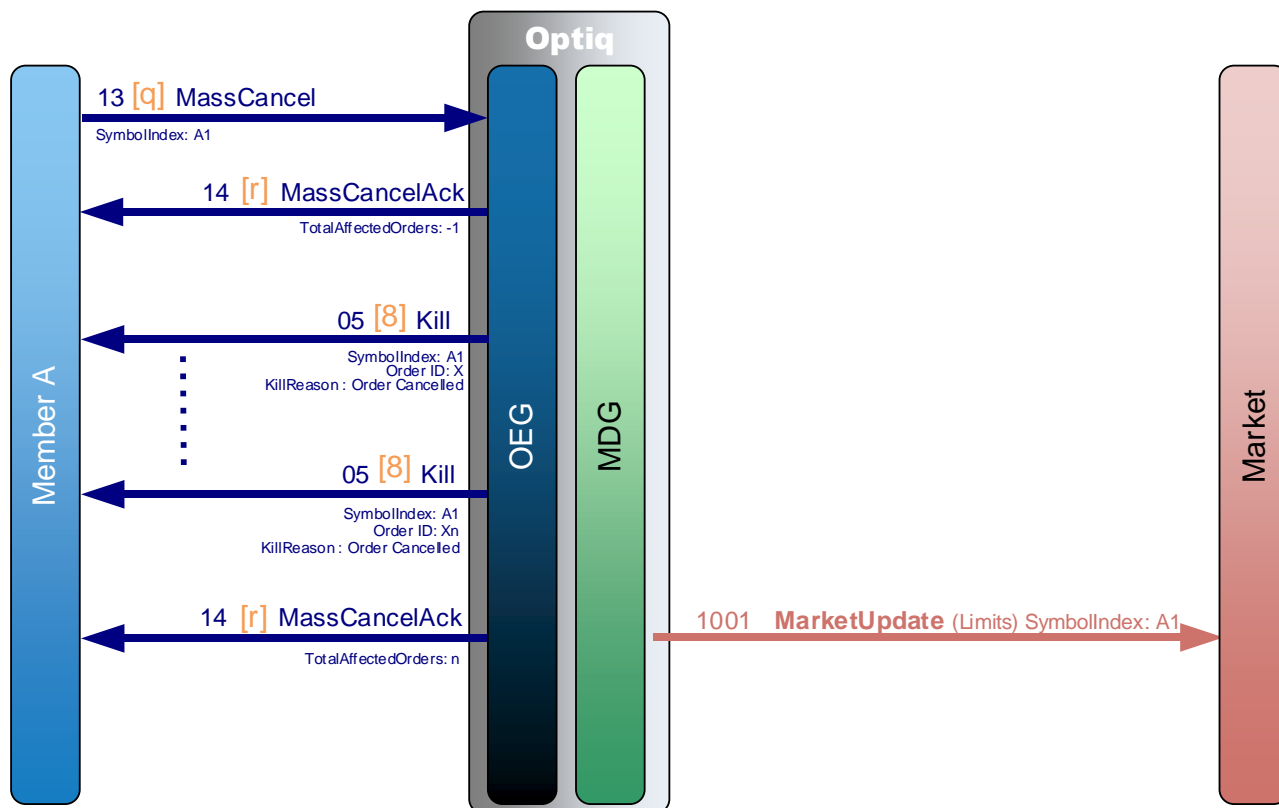 Optiq
13 [q] MassCancel
SymbolIndex: A1
14 [r] MassCancelAck
TotalAffectedOrders: -1
05 [8] Kill
SymbolIndex: A1
Order ID: X
KillReason : Order Cancelled
05 [8] Kill
SymbolIndex: A1
Order ID: Xn
KillReason : Order Cancelled
14 [r] MassCancelAck
TotalAffectedOrders: n
1001 MarketUpdate (Limits) SymbolIndex: A1
Member A
OEG
MDG
Market